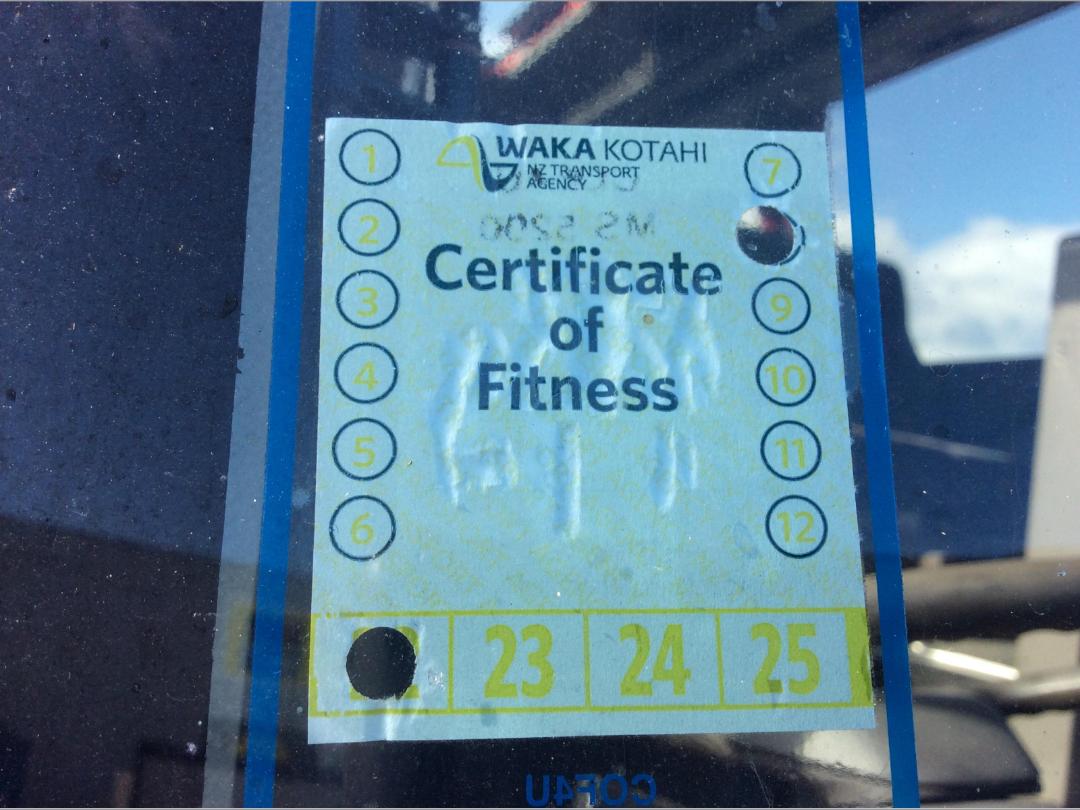 1
2
3
4
5
6
WAKA KOTAHI
NZ TRANSPORT
AGENCY
Certificate
of
Fitness
7
9
10
11
12
23 24 25
COF4U